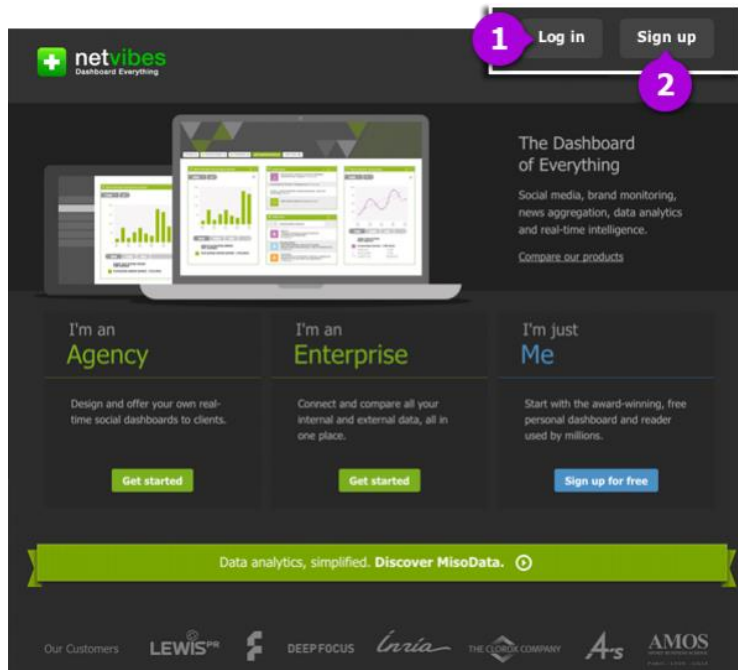 1
Log in
Sign up
2
netvibes
Dashboard Everything
The Dashboard
of Everything
Social media, brand monitoring,
news aggregation, data analytics
and real-time intelligence.
Compare our products
I'm an
Agency
Design and offer your own real-
time social dashboards to clients.
Get started
I'm an
Enterprise
Connect and compare all your
internal and external data, all in
one place.
Get started
I'm just
Me
Start with the award-winning, free
personal dashboard and reader
used by millions.
Sign up for free
Data analytics, simplified. Discover MisoData.
Our Customers
LEWIS PR
DEEP FOCUS
Inria
THE CLOROX COMPANY
AMOS